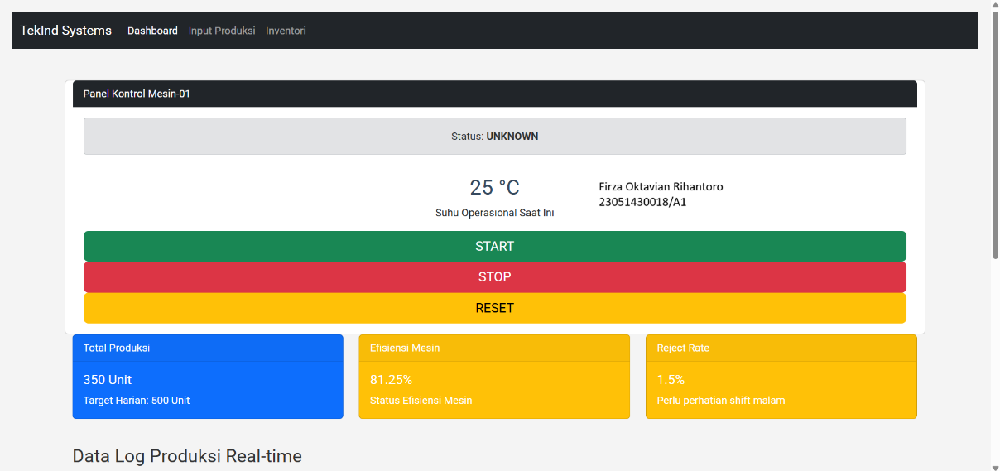 TekInd Systems Dashboard Input Produksi Inventori
Panel Kontrol Mesin-01
Status: UNKNOWN
25 °C
Suhu Operasional Saat Ini
Firza Oktavian Rihantoro
23051430018/A1
START
STOP
RESET
Total Produksi
350 Unit
Target Harian: 500 Unit
Efisiensi Mesin
81.25%
Status Efisiensi Mesin
Reject Rate
1.5%
Perlu perhatian shift malam
Data Log Produksi Real-time